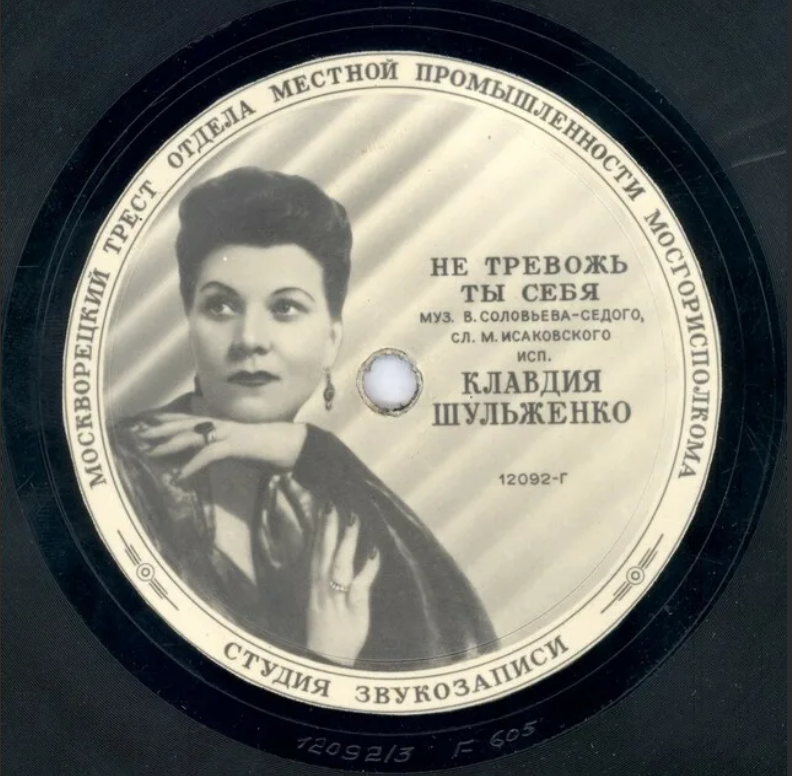 МОСКВОРЕЦКИЙ ТРЕСТ ОТДЕЛА МЕСТНОЙ ПРОМЫШЛЕННОСТИ МОСГОРИСПОЛКОМА
НЕ ТРЕВОЖЬ
ТЫ СЕБЯ
МУЗ. В. СОЛОВЬЕВА-СЕДОГО,
СЛ. М. ИСАКОВСКОГО
ИСП.
КЛАВДИЯ
ШУЛЬЖЕНКО
12092-Г
СТУДИЯ ЗВУКОЗАПИСИ
12092/3 F 605